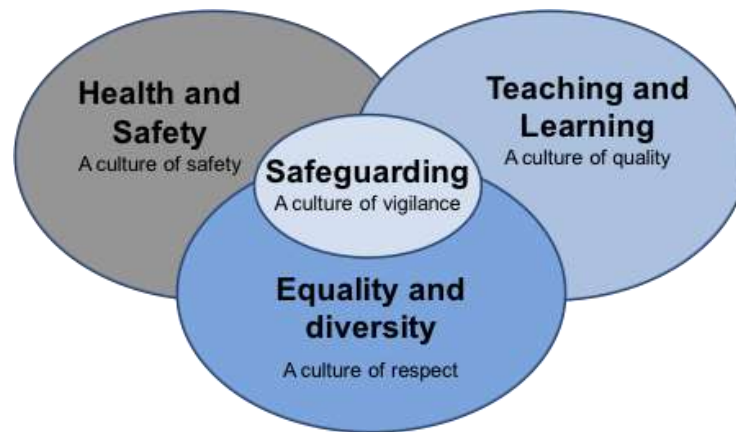 Health and
Safety
A culture of safety
Teaching and
Learning
A culture of quality
Safeguarding
A culture of vigilance
Equality and
diversity
A culture of respect